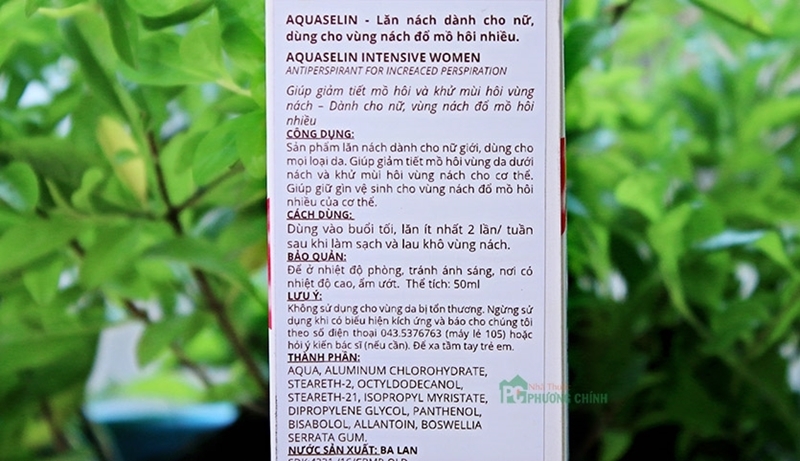 AQUASELIN - Lăn nách dành cho nữ,
dùng cho vùng nách đổ mồ hôi nhiều.
AQUASELIN INTENSIVE WOMEN
ANTIPERSPIRANT FOR INCREACED PERSPIRATION
Giúp giảm tiết mồ hôi và khử mùi hôi vùng
nách – Dành cho nữ, vùng nách đổ mồ hôi
nhiều
CÔNG DỤNG:
Sản phẩm lăn nách dành cho nữ giới, dùng cho
mọi loại da. Giúp giảm tiết mồ hôi vùng da dưới
nách và khử mùi hôi vùng nách cho cơ thể.
Giúp giữ gìn vệ sinh cho vùng nách đổ mồ hôi
nhiều của cơ thể.
CÁCH DÙNG:
Dùng vào buổi tối, lăn ít nhất 2 lần/ tuần
sau khi làm sạch và lau khô vùng nách.
BẢO QUẢN:
Để ở nhiệt độ phòng, tránh ánh sáng, nơi có
nhiệt độ cao, ẩm ướt. Thể tích: 50ml
LƯU Ý:
Không sử dụng cho vùng da bị tổn thương. Ngừng sử
dụng khi có biểu hiện kích ứng và báo cho chúng tôi
theo số điện thoại 043.5376763 (máy lẻ 105) hoặc
hỏi ý kiến bác sĩ (nếu cần). Để xa tầm tay trẻ em.
THÀNH PHẦN:
AQUA, ALUMINUM CHLOROHYDRATE,
STEARETH-2, OCTYLDODECANOL,
STEARETH-21, ISOPROPYL MYRISTATE,
DIPROPYLENE GLYCOL, PANTHENOL,
BISABOLOL, ALLANTOIN, BOSWELLIA
SERRATA GUM.
NƯỚC SẢN XUẤT: BA LAN
Nhà Thuốc
PHƯƠNG CHÍNH